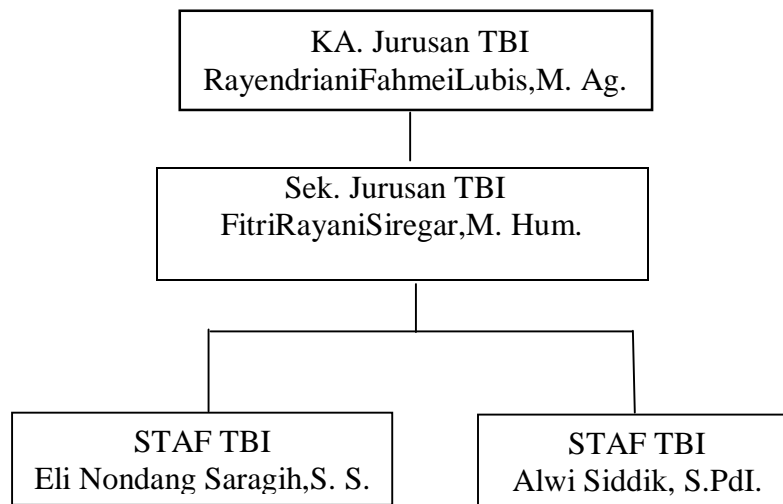 KA. Jurusan TBI
RayendrianiFahmeiLubis,M. Ag.
Sek. Jurusan TBI
FitriRayaniSiregar,M. Hum.
STAF TBI
Eli Nondang Saragih,S. S.
STAF TBI
Alwi Siddik, S.PdI.